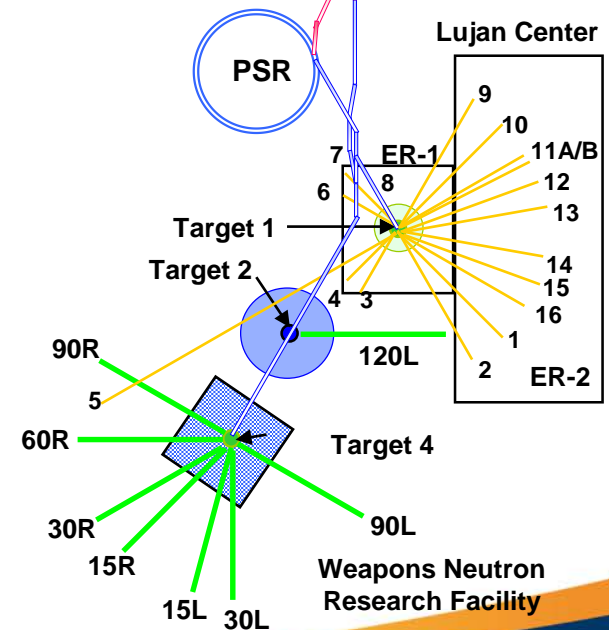 Lujan Center
PSR
9
10
7
ER-1
11A/B
8
6
12
13
Target 1
14
Target 2
15
4
3
16
1
90R
120L
2
ER-2
5
60R
Target 4
30R
90L
15R
Weapons Neutron
Research Facility
15L
30L